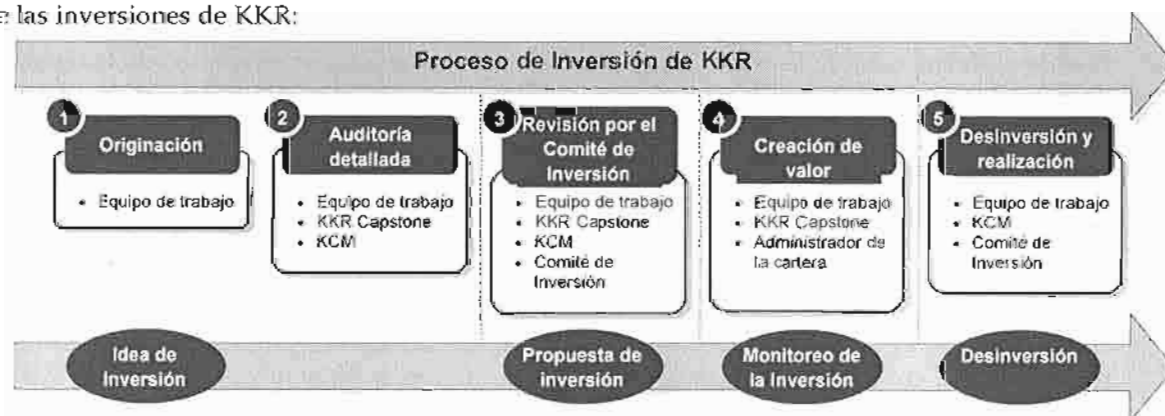 las inversiones de KKR:
Proceso de Inversión de KKR
1
Originación
• Equipo de trabajo
2
Auditoría
detallada
• Equipo de trabajo
• KKR Capstone
• KCM
3
Revisión por el
Comité de
Inversión
• Equipo de trabajo
• KKR Capstone
• KCM
• Comité de
Inversión
4
Creación de
valor
• Equipo de trabajo
• KKR Capstone
• Administrador de
la cartera
5
Desinversión y
realización
• Equipo de trabajo
• KCM
• Comité de
Inversión
Idea de
Inversión
Propuesta de
inversión
Monitoreo de
la Inversión
Desinversión